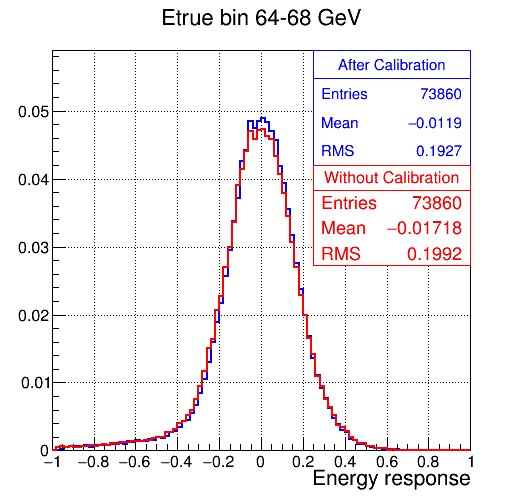 Etrue bin 64-68 GeV
After Calibration
Entries 73860
Mean −0.0119
RMS 0.1927
Without Calibration
Entries 73860
Mean −0.01718
RMS 0.1992
0.05
0.04
0.03
0.02
0.01
0
−1 −0.8 −0.6 −0.4 −0.2 0 0.2 0.4 0.6 0.8 1
Energy response